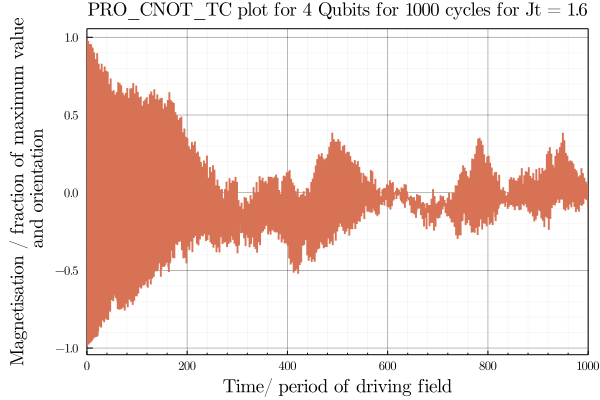 PRO_CNOT_TC plot for 4 Qubits for 1000 cycles for Jt = 1.6
Magnetisation / fraction of maximum value
and orientation
1.0
0.5
0.0
−0.5
−1.0
0
200
400
600
800
1000
Time/ period of driving field